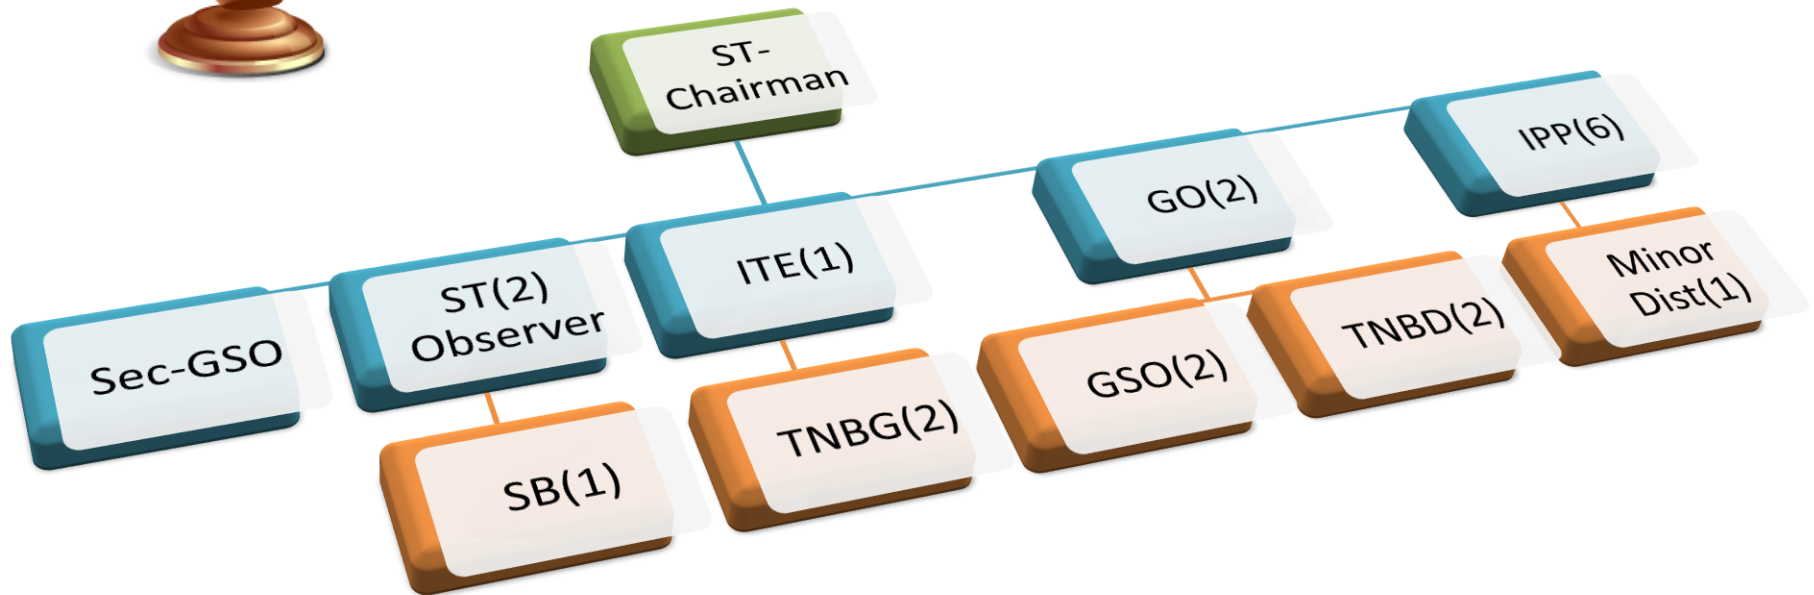 ST-
Chairman
Sec-GSO
ST(2)
Observer
ITE(1)
GO(2)
IPP(6)
SB(1)
TNBG(2)
GSO(2)
TNBD(2)
Minor
Dist(1)